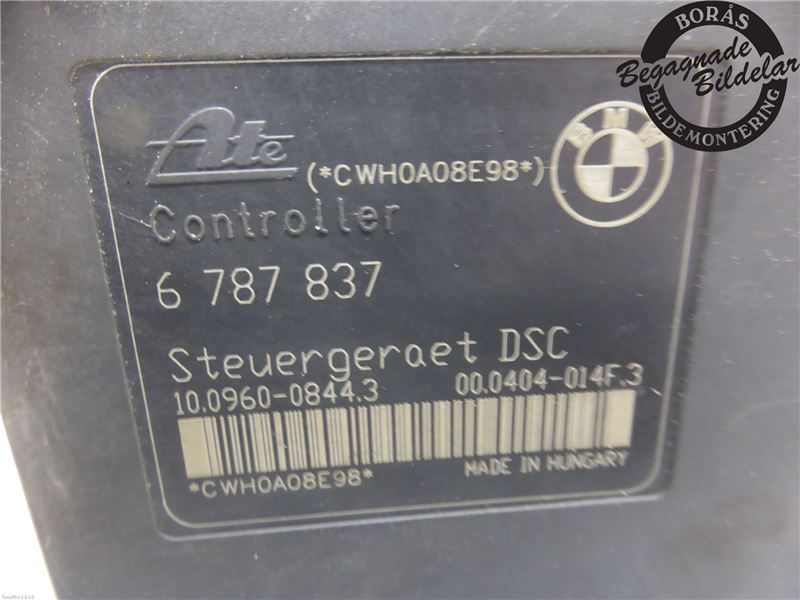 BORÅS
Begagnade
Bildelar
BILDEMONTERING
Ate
(*CWH0A08E98*)
BMW
Controller
6 787 837
Steuergeraet DSC
10.0960-0844.3 00.0404-014F.3
*CWH0A08E98* MADE IN HUNGARY